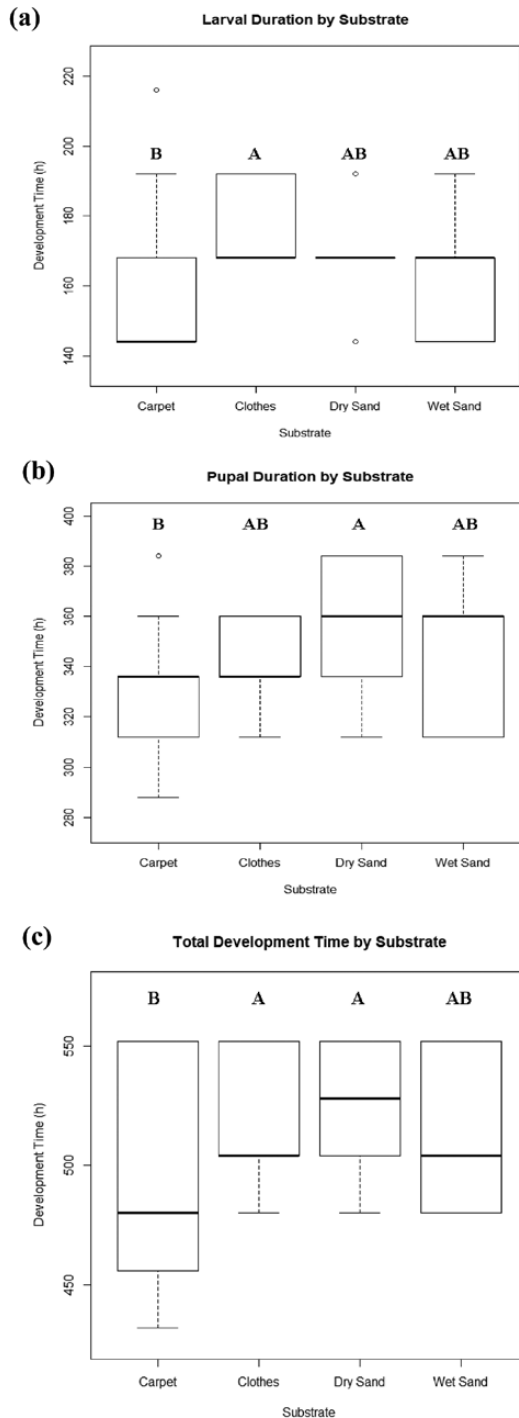 (a)
Larval Duration by Substrate
220
200
180
160
140
B A AB AB
Development Time (h)
Carpet Clothes Dry Sand Wet Sand
Substrate
(b)
Pupal Duration by Substrate
400
380
360
340
320
300
280
B AB A AB
Development Time (h)
Carpet Clothes Dry Sand Wet Sand
Substrate
(c)
Total Development Time by Substrate
550
500
450
B A A AB
Development Time (h)
Carpet Clothes Dry Sand Wet Sand
Substrate